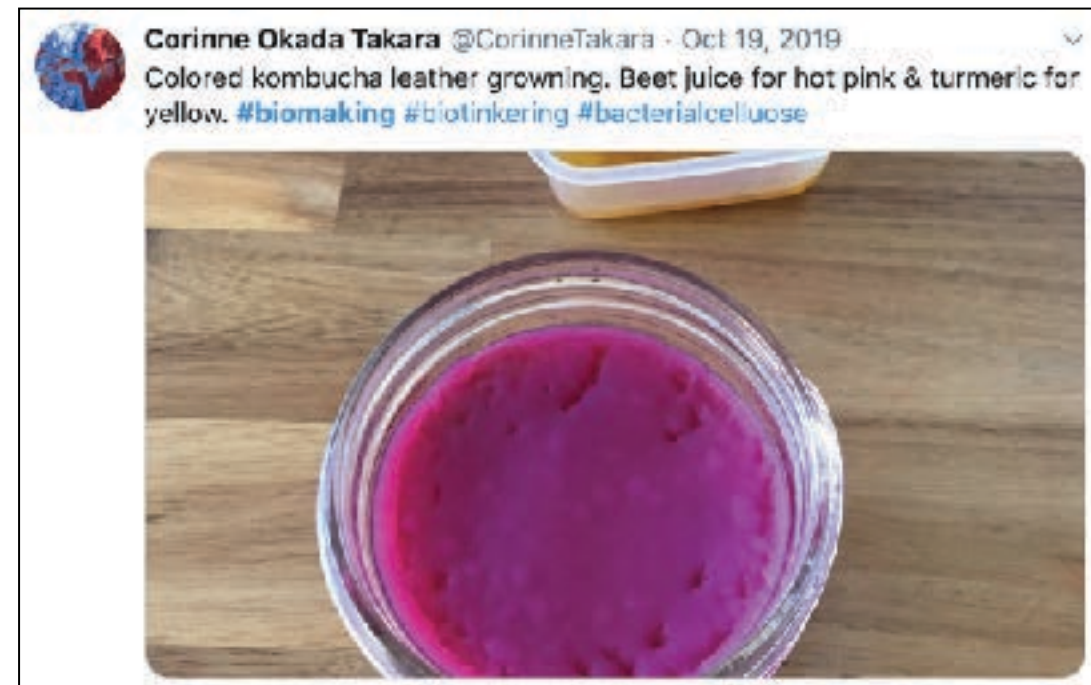 Corinne Okada Takara @CorinneTakara · Oct 19, 2019
Colored kombucha leather growning. Beet juice for hot pink & turmeric for
yellow. #biomaking #biotinkering #bacterialcelluose